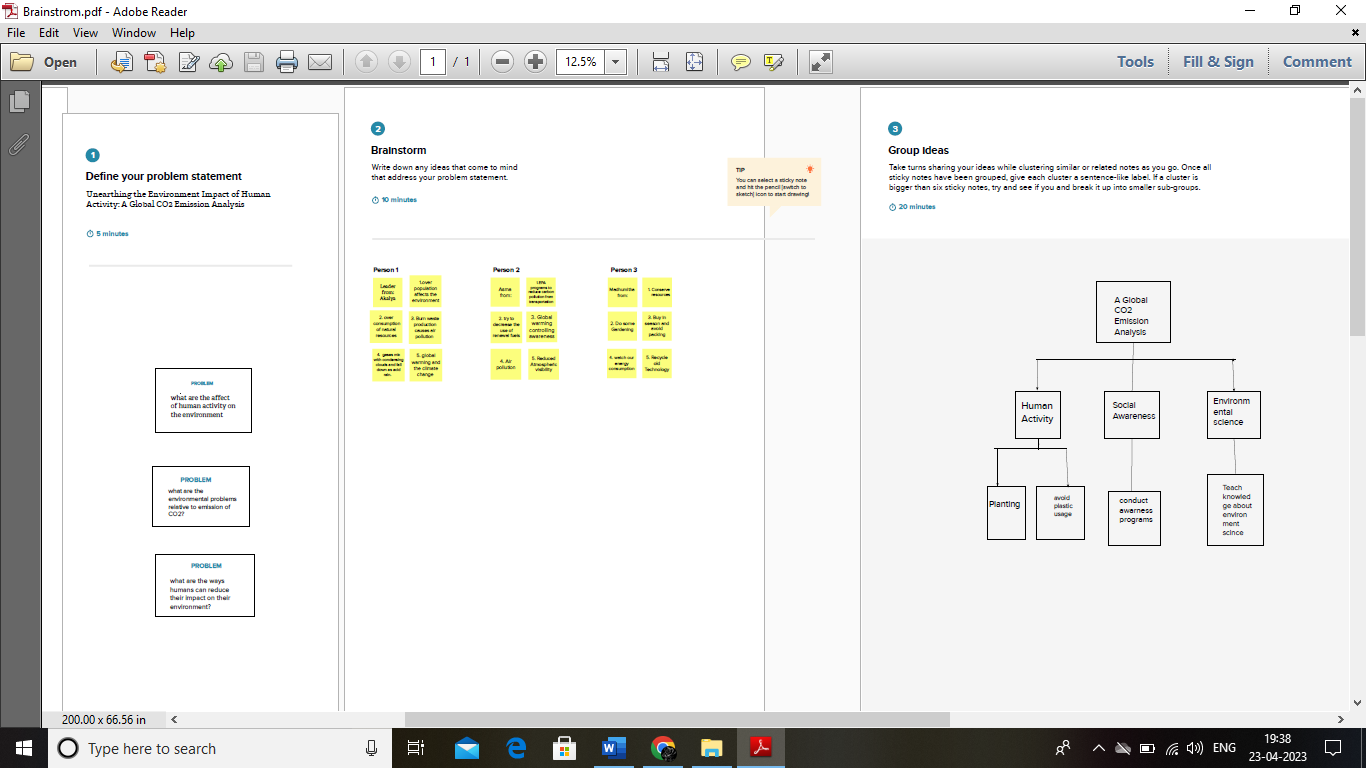 Brainstrom.pdf - Adobe Reader
File Edit View Window Help
Open
1 / 1
12.5%
Tools
Fill & Sign
Comment
1
Define your problem statement
Unearthing the Environment Impact of Human
Activity: A Global CO2 Emission Analysis
5 minutes
PROBLEM
what are the affect
of human activity on
the environment
PROBLEM
what are the
environmental problems
relative to emission of
CO2?
PROBLEM
what are the ways
humans can reduce
their impact on their
environment?
2
Brainstorm
Write down any ideas that come to mind
that address your problem statement.
10 minutes
TIP
You can select a sticky note
and hit the pencil [switch to
sketch] icon to start drawing!
Person 1
Leader
from:
Akalya
1.over
population
affects the
environment
2. over
consumption
of natural
resources
3. Burn waste
production
causes air
pollution
4. gases mix
with condensing
clouds and fall
down as acid
rain.
5. global
warming and
the climate
change
Person 2
Asma
from:
1.EPA
programs to
reduce carbon
pollution from
transportation
2. try to
decrease the
use of
renewal fuels
3. Global
warming
controlling
awareness
4. Air
pollution
5. Reduced
Atmospheric
visibility
Person 3
Madhumitha
from:
1. Conserve
resources
2. Do some
Gardening
3. Buy in
season and
avoid
packing
4. watch our
energy
consumption
5. Recycle
old
Technology
3
Group Ideas
Take turns sharing your ideas while clustering similar or related notes as you go. Once all
sticky notes have been grouped, give each cluster a sentence-like label. If a cluster is
bigger than six sticky notes, try and see if you and break it up into smaller sub-groups.
20 minutes
A Global
CO2
Emission
Analysis
Human
Activity
Social
Awareness
Environm
ental
science
Planting
avoid
plastic
usage
conduct
awarness
programs
Teach
knowled
ge about
environ
ment
scince
200.00 x 66.56 in
Type here to search
ENG
19:38
23-04-2023